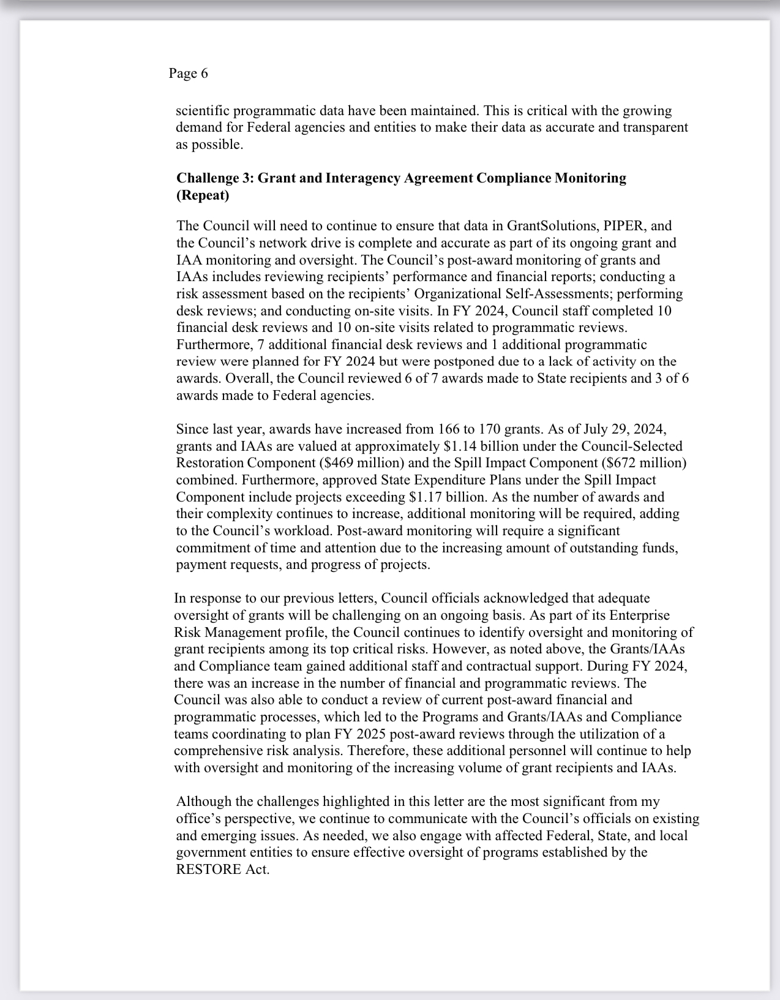 Page 6
scientific programmatic data have been maintained. This is critical with the growing
demand for Federal agencies and entities to make their data as accurate and transparent
as possible.
Challenge 3: Grant and Interagency Agreement Compliance Monitoring
(Repeat)
The Council will need to continue to ensure that data in GrantSolutions, PIPER, and
the Council’s network drive is complete and accurate as part of its ongoing grant and
IAA monitoring and oversight. The Council’s post-award monitoring of grants and
IAAs includes reviewing recipients’ performance and financial reports; conducting a
risk assessment based on the recipients’ Organizational Self-Assessments; performing
desk reviews; and conducting on-site visits. In FY 2024, Council staff completed 10
financial desk reviews and 10 on-site visits related to programmatic reviews.
Furthermore, 7 additional financial desk reviews and 1 additional programmatic
review were planned for FY 2024 but were postponed due to a lack of activity on the
awards. Overall, the Council reviewed 6 of 7 awards made to State recipients and 3 of 6
awards made to Federal agencies.
Since last year, awards have increased from 166 to 170 grants. As of July 29, 2024,
grants and IAAs are valued at approximately $1.14 billion under the Council-Selected
Restoration Component ($469 million) and the Spill Impact Component ($672 million)
combined. Furthermore, approved State Expenditure Plans under the Spill Impact
Component include projects exceeding $1.17 billion. As the number of awards and
their complexity continues to increase, additional monitoring will be required, adding
to the Council’s workload. Post-award monitoring will require a significant
commitment of time and attention due to the increasing amount of outstanding funds,
payment requests, and progress of projects.
In response to our previous letters, Council officials acknowledged that adequate
oversight of grants will be challenging on an ongoing basis. As part of its Enterprise
Risk Management profile, the Council continues to identify oversight and monitoring of
grant recipients among its top critical risks. However, as noted above, the Grants/IAAs
and Compliance team gained additional staff and contractual support. During FY 2024,
there was an increase in the number of financial and programmatic reviews. The
Council was also able to conduct a review of current post-award financial and
programmatic processes, which led to the Programs and Grants/IAAs and Compliance
teams coordinating to plan FY 2025 post-award reviews through the utilization of a
comprehensive risk analysis. Therefore, these additional personnel will continue to help
with oversight and monitoring of the increasing volume of grant recipients and IAAs.
Although the challenges highlighted in this letter are the most significant from my
office’s perspective, we continue to communicate with the Council’s officials on existing
and emerging issues. As needed, we also engage with affected Federal, State, and local
government entities to ensure effective oversight of programs established by the
RESTORE Act.